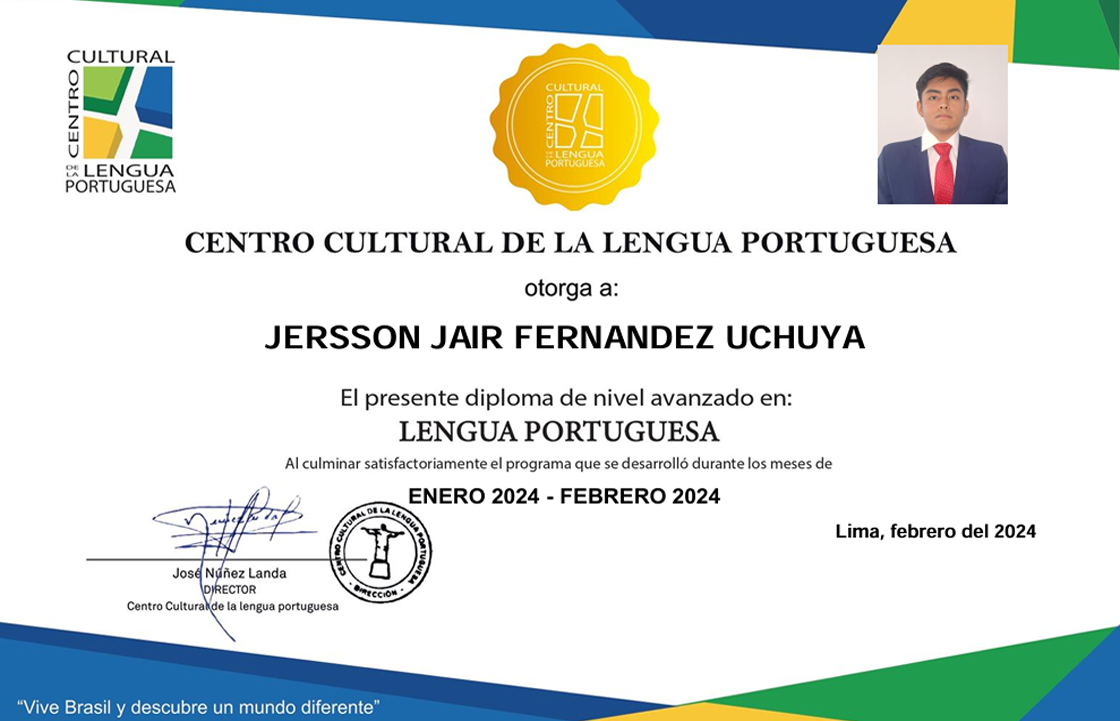 CULTURAL
CENTRO
DE LA LENGUA
PORTUGUESA
CULTURAL
CENTRO
DE LA LENGUA
PORTUGUESA
CENTRO CULTURAL DE LA LENGUA PORTUGUESA
otorga a:
JERSSON JAIR FERNANDEZ UCHUYA
El presente diploma de nivel avanzado en:
LENGUA PORTUGUESA
Al culminar satisfactoriamente el programa que se desarrolló durante los meses de
ENERO 2024 - FEBRERO 2024
Lima, febrero del 2024
CENTRO CULTURAL DE LA LENGUA PORTUGUESA
- DIRECCIÓN -
José Núñez Landa
DIRECTOR
Centro Cultural de la lengua portuguesa
“Vive Brasil y descubre un mundo diferente”